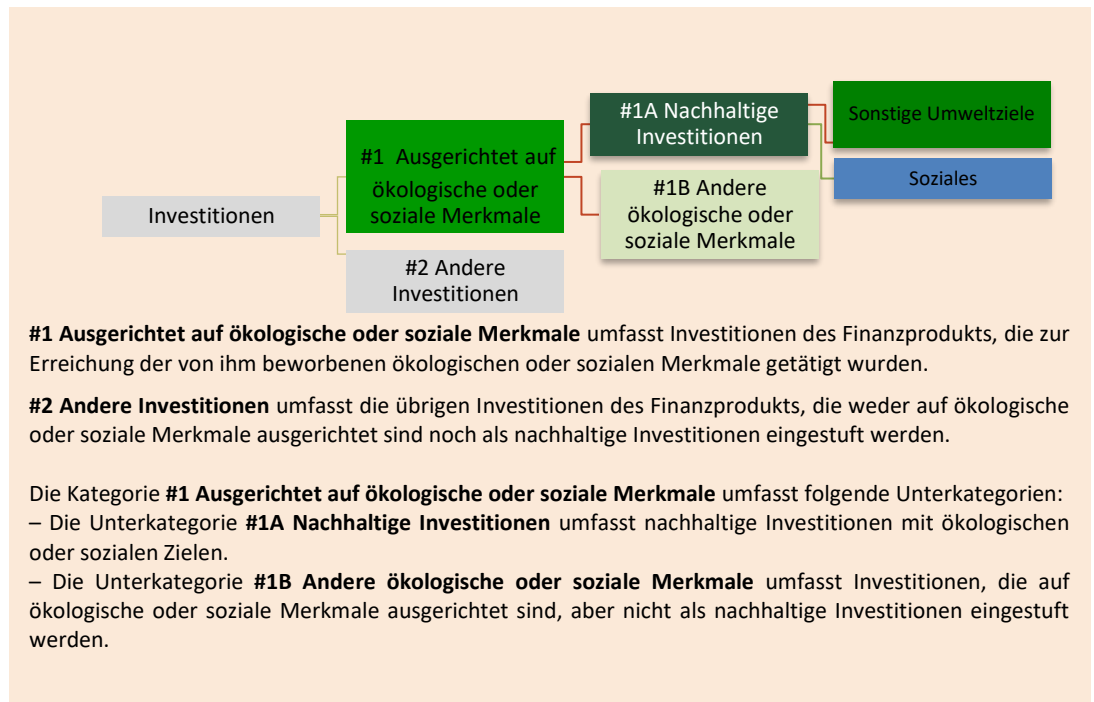 #1A Nachhaltige
Investitionen
Sonstige Umweltziele
#1 Ausgerichtet auf
ökologische oder
soziale Merkmale
Soziales
#1B Andere
ökologische oder
soziale Merkmale
Investitionen
#2 Andere
Investitionen
#1 Ausgerichtet auf ökologische oder soziale Merkmale umfasst Investitionen des Finanzprodukts, die zur
Erreichung der von ihm beworbenen ökologischen oder sozialen Merkmale getätigt wurden.
#2 Andere Investitionen umfasst die übrigen Investitionen des Finanzprodukts, die weder auf ökologische
oder soziale Merkmale ausgerichtet sind noch als nachhaltige Investitionen eingestuft werden.
Die Kategorie #1 Ausgerichtet auf ökologische oder soziale Merkmale umfasst folgende Unterkategorien:
– Die Unterkategorie #1A Nachhaltige Investitionen umfasst nachhaltige Investitionen mit ökologischen
oder sozialen Zielen.
– Die Unterkategorie #1B Andere ökologische oder soziale Merkmale umfasst Investitionen, die auf
ökologische oder soziale Merkmale ausgerichtet sind, aber nicht als nachhaltige Investitionen eingestuft
werden.